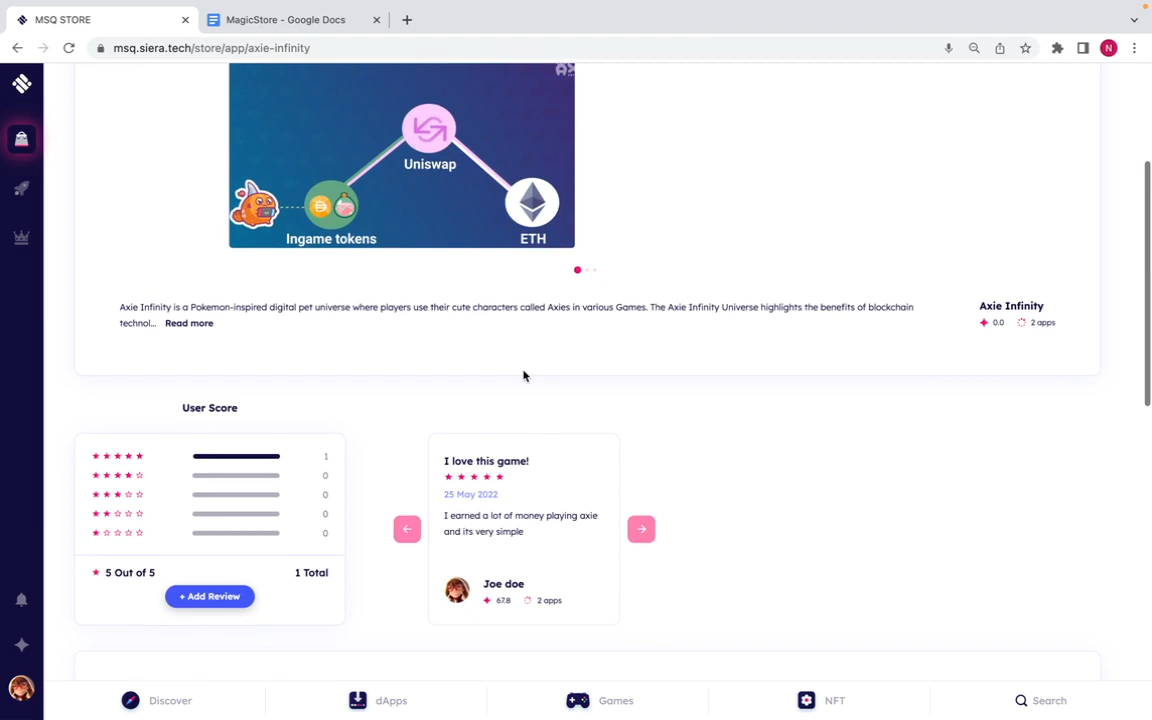 MSQ STORE
MagicStore - Google Docs
msq.siera.tech/store/app/axie-infinity
N
Uniswap
Ingame tokens
ETH
Axie Infinity is a Pokemon-inspired digital pet universe where players use their cute characters called Axies in various Games. The Axie Infinity Universe highlights the benefits of blockchain
technol... Read more
Axie Infinity
0.0 2 apps
User Score
1
0
0
0
0
5 Out of 5 1 Total
+ Add Review
I love this game!
25 May 2022
I earned a lot of money playing axie
and its very simple
Joe doe
67.8 2 apps
Discover
dApps
Games
NFT
Search